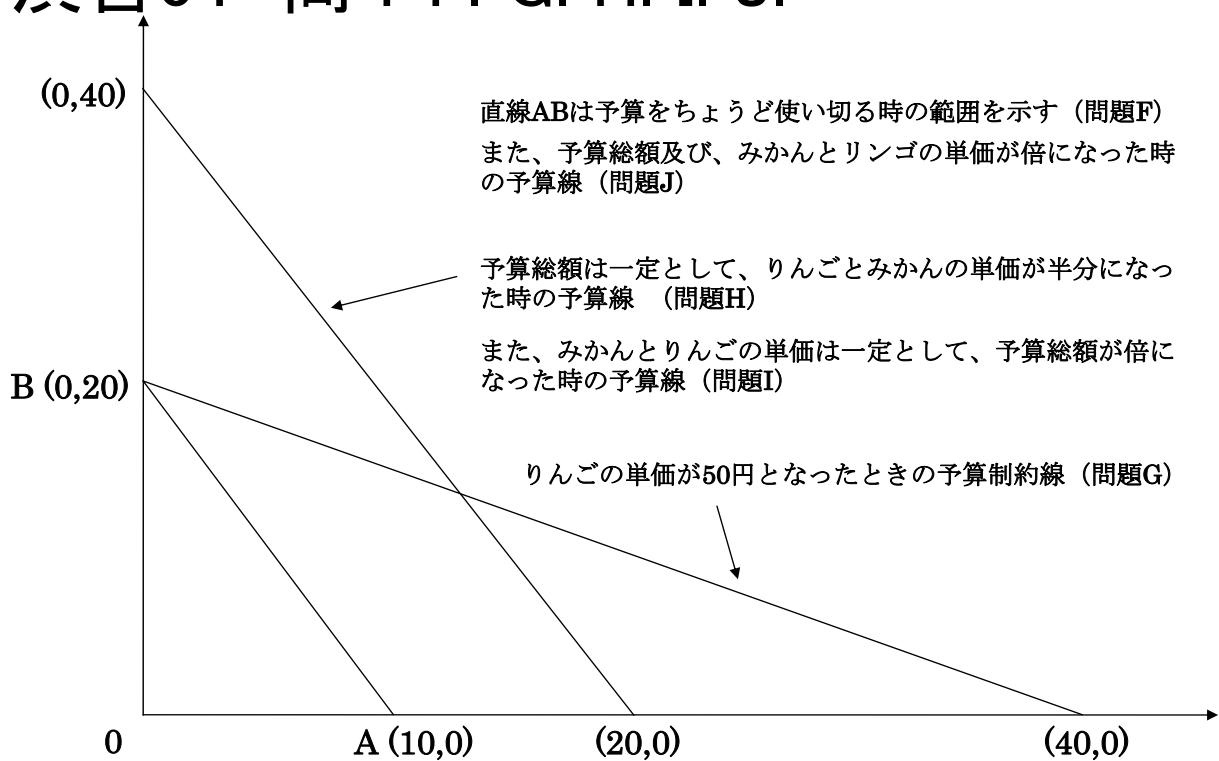 (0,40)
直線ABは予算をちょうど使い切る時の範囲を示す（問題F）
また、予算総額及び、みかんとリンゴの単価が倍になった時
の予算線（問題J）
予算総額は一定として、りんごとみかんの単価が半分になっ
た時の予算線　（問題H）
また、みかんとりんごの単価は一定として、予算総額が倍に
なった時の予算線（問題I）
B (0,20)
りんごの単価が50円となったときの予算制約線（問題G）
0
A (10,0)
(20,0)
(40,0)